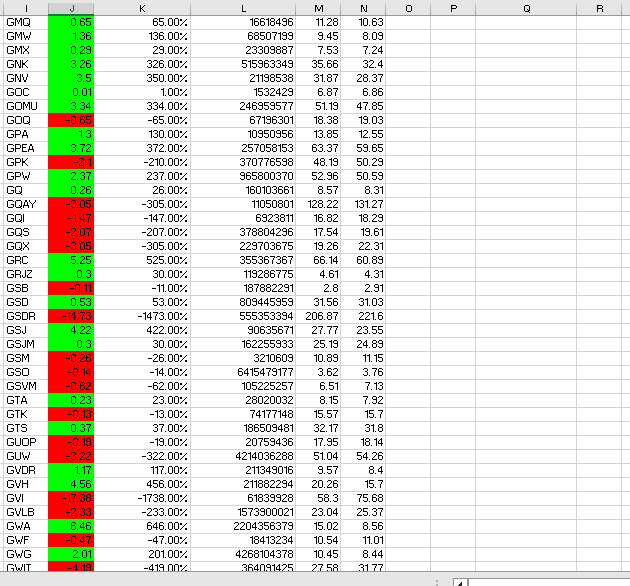 I J K L M N O P Q R
GMQ 0.65 65.00% 16618496 11.28 10.63
GMW 1.36 136.00% 68507199 9.45 8.09
GMX 0.29 29.00% 23309887 7.53 7.24
GNK 3.26 326.00% 515963349 35.66 32.4
GNV 3.5 350.00% 21198538 31.87 28.37
GOC 0.01 1.00% 1532429 6.87 6.86
GOMU 3.34 334.00% 246959577 51.19 47.85
GOQ -0.65 -65.00% 67196301 18.38 19.03
GPA 1.3 130.00% 10950956 13.85 12.55
GPEA 3.72 372.00% 257058153 63.37 59.65
GPK -2.1 -210.00% 370776598 48.19 50.29
GPW 2.37 237.00% 965800370 52.96 50.59
GQ 0.26 26.00% 160103661 8.57 8.31
GQAY -3.05 -305.00% 11050801 128.22 131.27
GQI -1.47 -147.00% 6923811 16.82 18.29
GQS -2.07 -207.00% 378804296 17.54 19.61
GQX -3.05 -305.00% 229703675 19.26 22.31
GRC 5.25 525.00% 355367367 66.14 60.89
GRJZ 0.3 30.00% 119286775 4.61 4.31
GSB -0.11 -11.00% 187882291 2.8 2.91
GSD 0.53 53.00% 809445959 31.56 31.03
GSDR -14.73 -1473.00% 555353394 206.87 221.6
GSJ 4.22 422.00% 90635671 27.77 23.55
GSJM 0.3 30.00% 162255933 25.19 24.89
GSM -0.26 -26.00% 3210609 10.89 11.15
GSO -0.14 -14.00% 6415479177 3.62 3.76
GSVM -0.62 -62.00% 105225257 6.51 7.13
GTA 0.23 23.00% 28020032 8.15 7.92
GTK -0.13 -13.00% 74177148 15.57 15.7
GTS 0.37 37.00% 186509481 32.17 31.8
GUOP -0.19 -19.00% 20759436 17.95 18.14
GUW -3.22 -322.00% 4214036288 51.04 54.26
GVDR 1.17 117.00% 211349016 9.57 8.4
GVH 4.56 456.00% 211882294 20.26 15.7
GVI -17.38 -1738.00% 61839928 58.3 75.68
GVLB -2.33 -233.00% 1573900021 23.04 25.37
GWA 6.46 646.00% 2204356379 15.02 8.56
GWF -0.47 -47.00% 18413234 10.54 11.01
GWG 2.01 201.00% 4268104378 10.45 8.44
GWIT -4.19 -419.00% 364091425 27.58 31.77